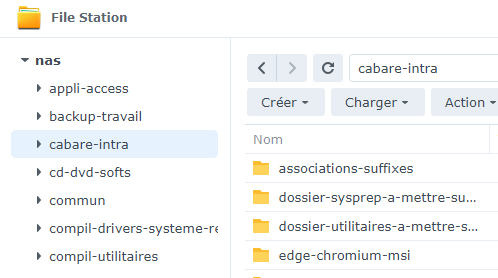 File Station
nas
appli-access
backup-travail
cabare-intra
cd-dvd-softs
commun
compil-drivers-systeme-re
compil-utilitaires
cabare-intra
Créer Charger Action
Nom
associations-suffixes
dossier-sysprep-a-mettre-su...
dossier-utilitaires-a-mettre-s...
edge-chromium-msi